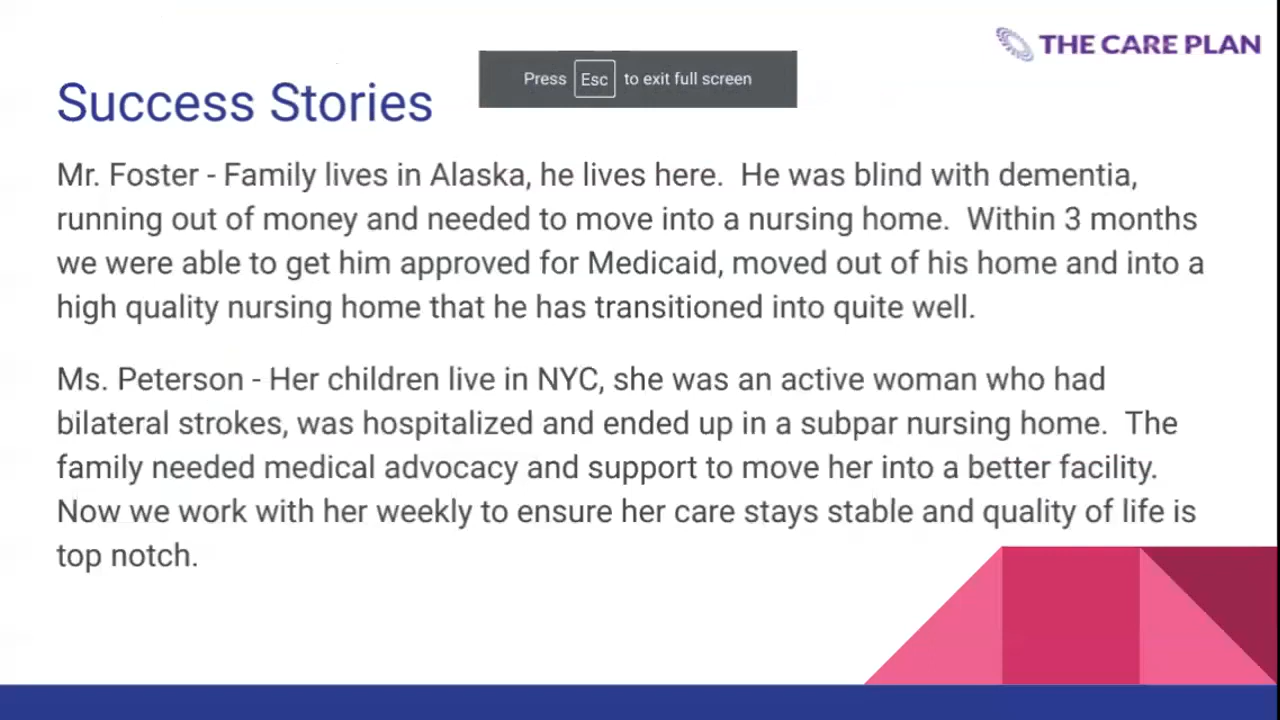 THE CARE PLAN
Press Esc to exit full screen
Success Stories
Mr. Foster - Family lives in Alaska, he lives here. He was blind with dementia,
running out of money and needed to move into a nursing home. Within 3 months
we were able to get him approved for Medicaid, moved out of his home and into a
high quality nursing home that he has transitioned into quite well.
Ms. Peterson - Her children live in NYC, she was an active woman who had
bilateral strokes, was hospitalized and ended up in a subpar nursing home. The
family needed medical advocacy and support to move her into a better facility.
Now we work with her weekly to ensure her care stays stable and quality of life is
top notch.